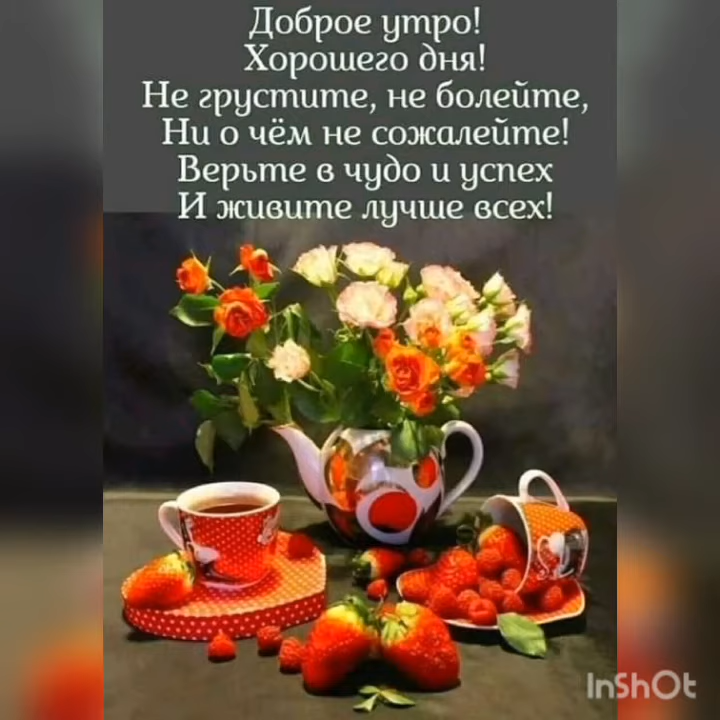 Доброе утро!
Хорошего дня!
Не грустите, не болейте,
Ни о чём не сожалейте!
Верьте в чудо и успех
И живите лучше всех!
InShOt